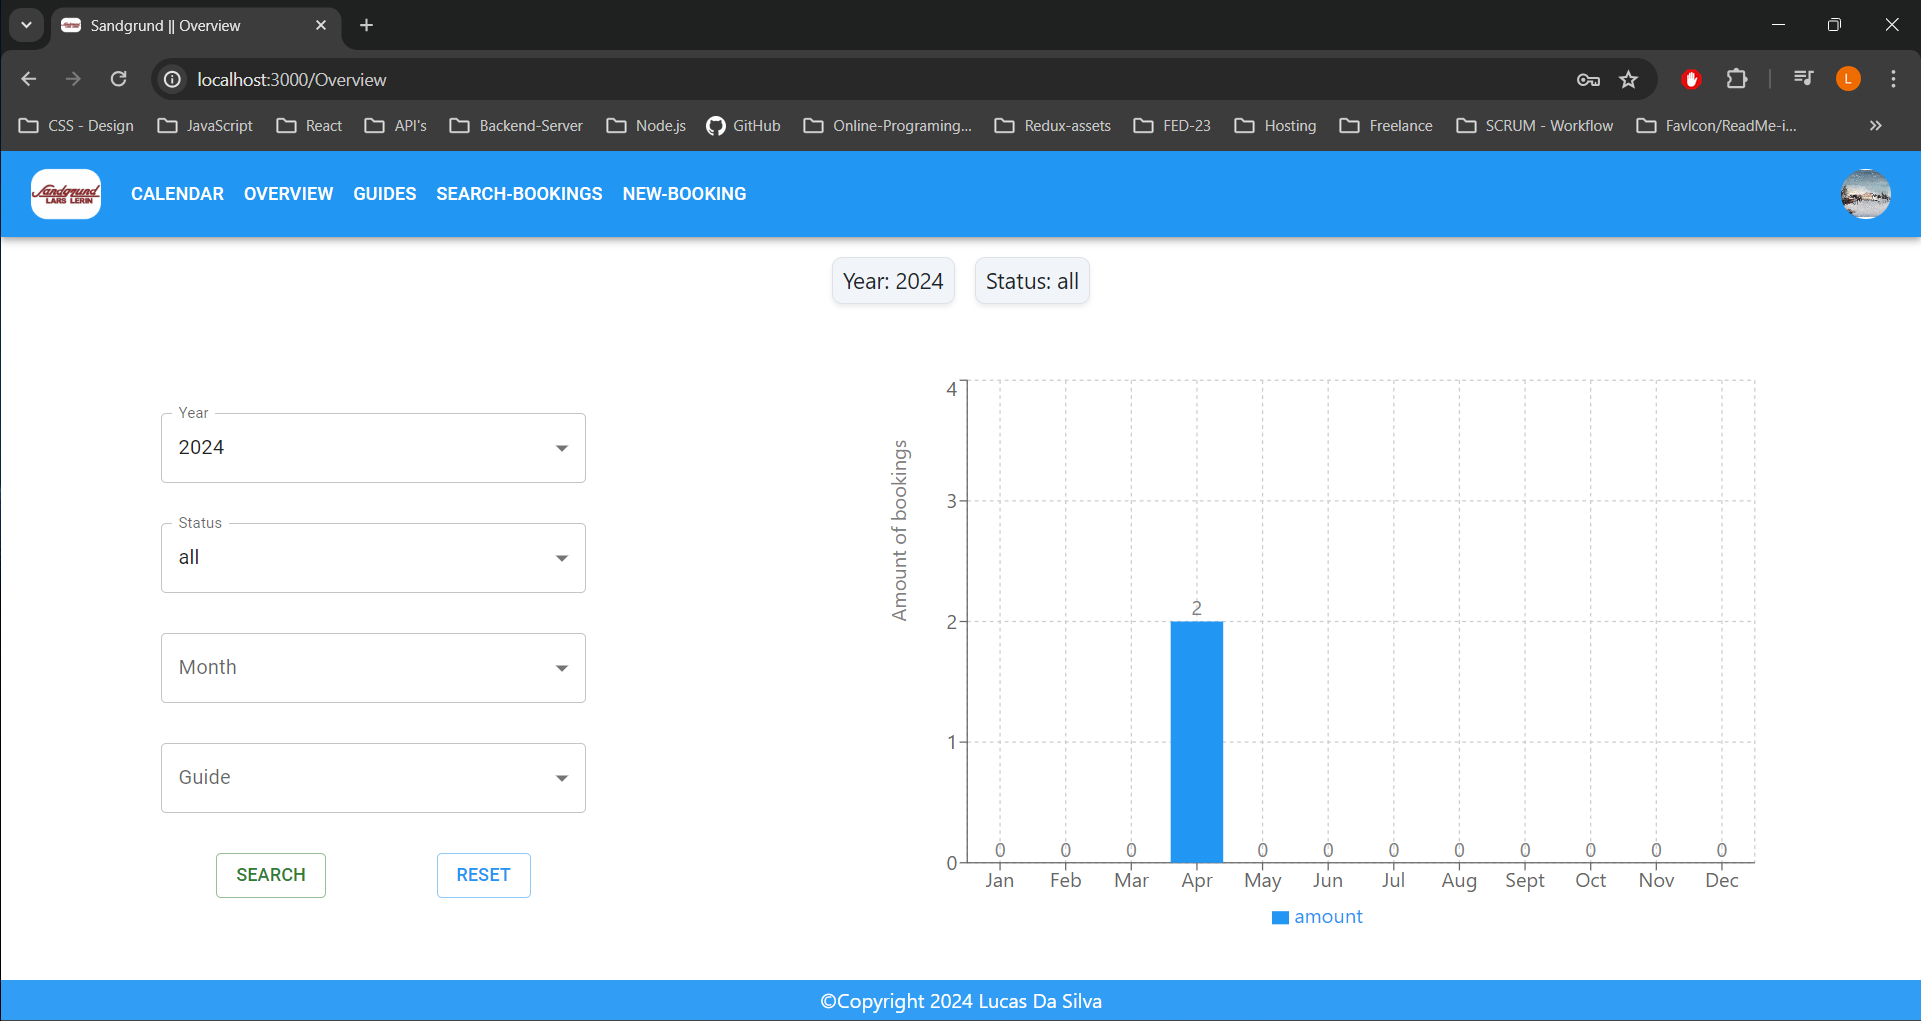 Sandgrund || Overview
localhost:3000/Overview
L
CSS - Design JavaScript React API's Backend-Server Node.js GitHub Online-Programing... Redux-assets FED-23 Hosting Freelance SCRUM - Workflow FavIcon/ReadMe-i... »
Sandgrund
LARS LERIN
CALENDAR OVERVIEW GUIDES SEARCH-BOOKINGS NEW-BOOKING
Year: 2024 Status: all
Year
2024
Status
all
Month
Guide
SEARCH RESET
Amount of bookings
4
3
2
1
0
0 0 0 2 0 0 0 0 0 0 0 0
Jan Feb Mar Apr May Jun Jul Aug Sept Oct Nov Dec
amount
©Copyright 2024 Lucas Da Silva